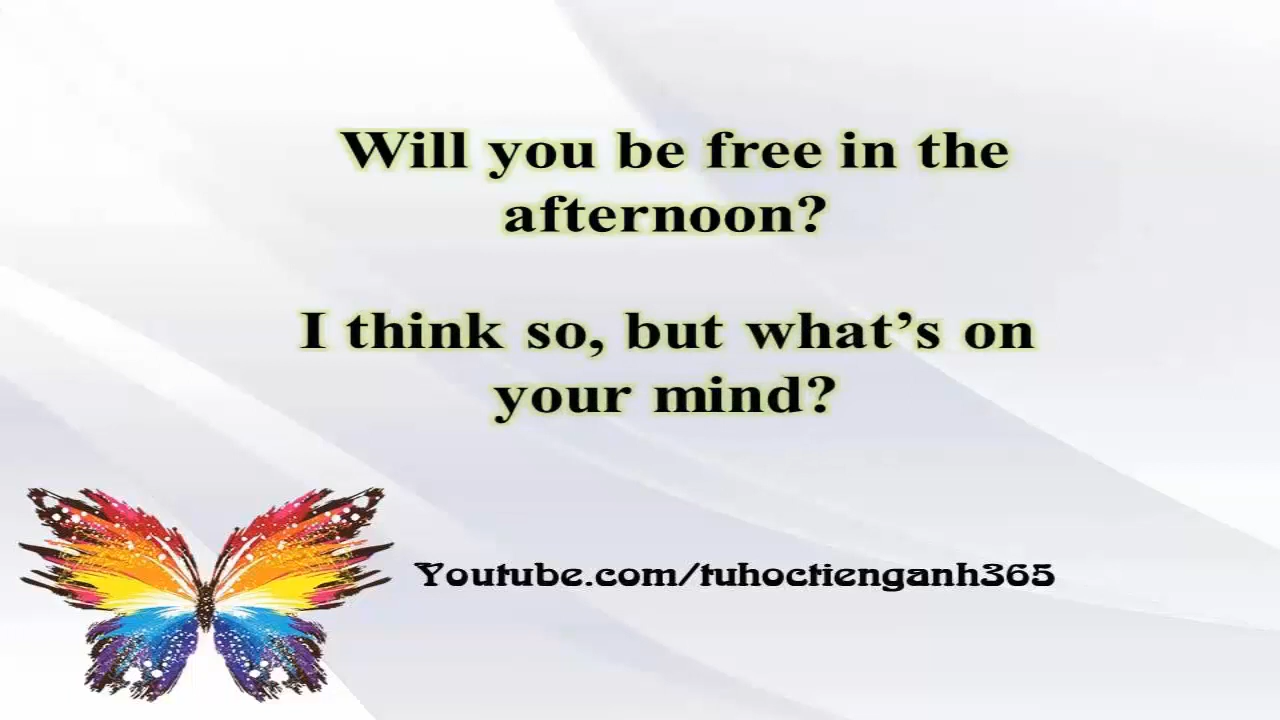 Will you be free in the
afternoon?
I think so, but what’s on
your mind?
Youtube.com/tuhoctienganh365